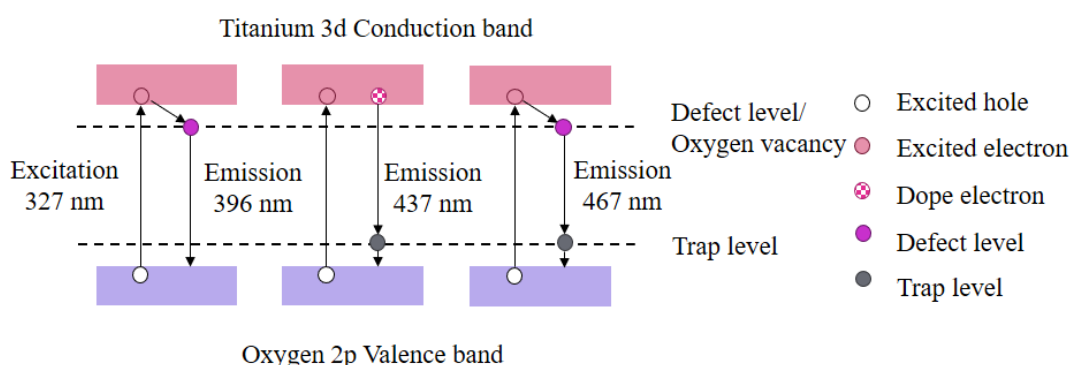 Titanium 3d Conduction band
Excitation
327 nm
Emission
396 nm
Emission
437 nm
Emission
467 nm
Defect level/
Oxygen vacancy
Trap level
Excited hole
Excited electron
Dope electron
Defect level
Trap level
Oxygen 2p Valence band